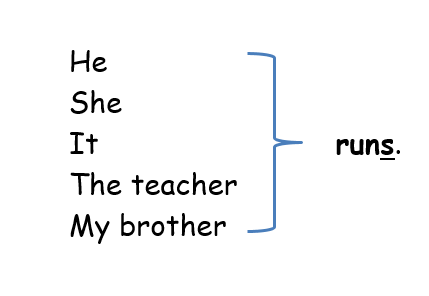 He
She
It
The teacher
My brother
runs.